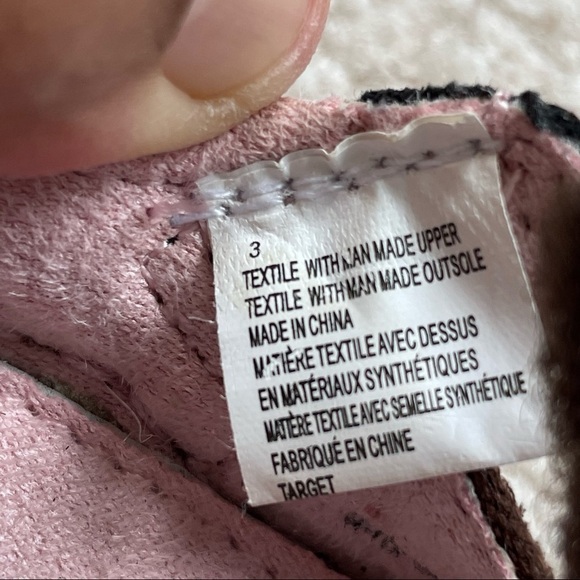 3
TEXTILE WITH MAN MADE UPPER
TEXTILE WITH MAN MADE OUTSOLE
MADE IN CHINA
MATIÈRE TEXTILE AVEC DESSUS
EN MATÉRIAUX SYNTHÉTIQUES
MATIÈRE TEXTILE AVEC SEMELLE SYNTHÉTIQUE
FABRIQUÉ EN CHINE
TARGET